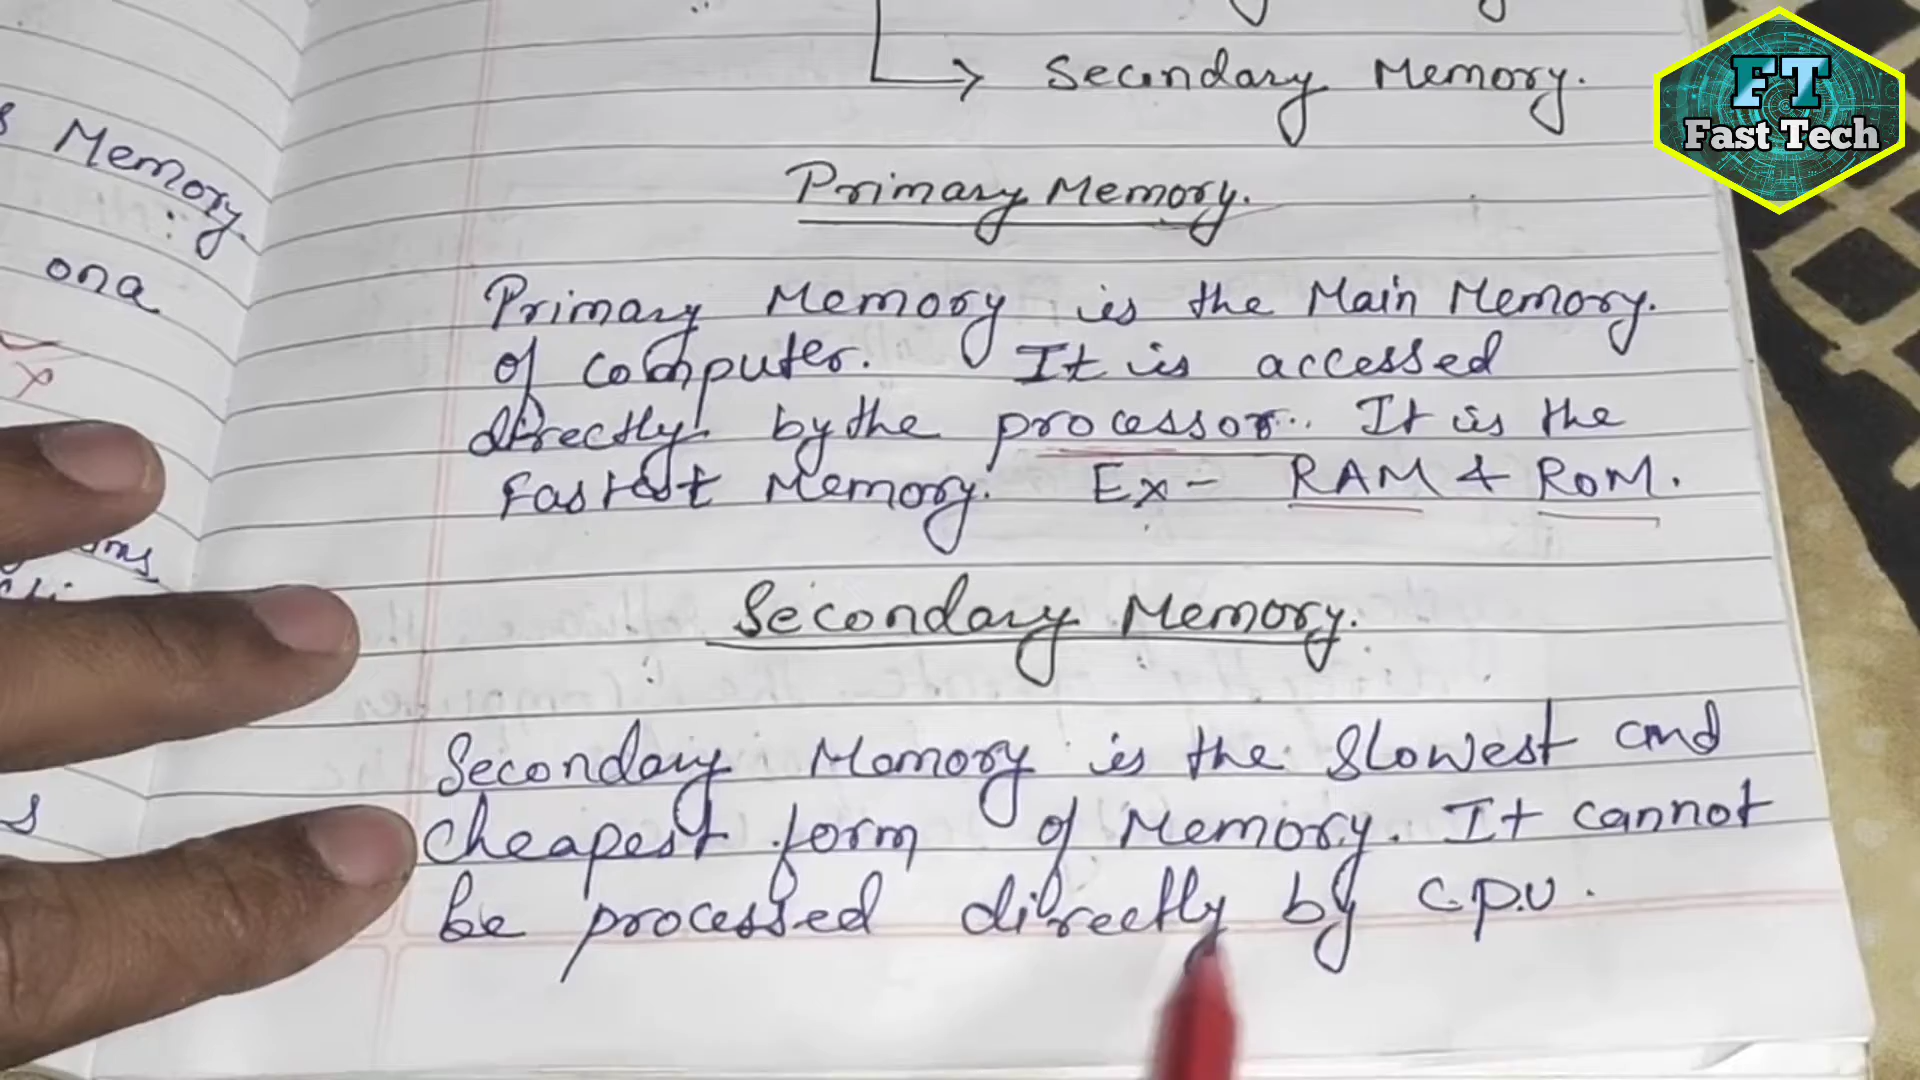 → Secondary Memory.
FT
Fast Tech
Memory.
ona
Primary Memory.
Primary Memory is the Main Memory.
of computer. It is accessed
directly by the processor. It is the
Fastest Memory. Ex- RAM & ROM.
Secondary Memory.
Secondary Memory is the Slowest and
cheapest form of Memory. It cannot
be processed directly by C.P.U.